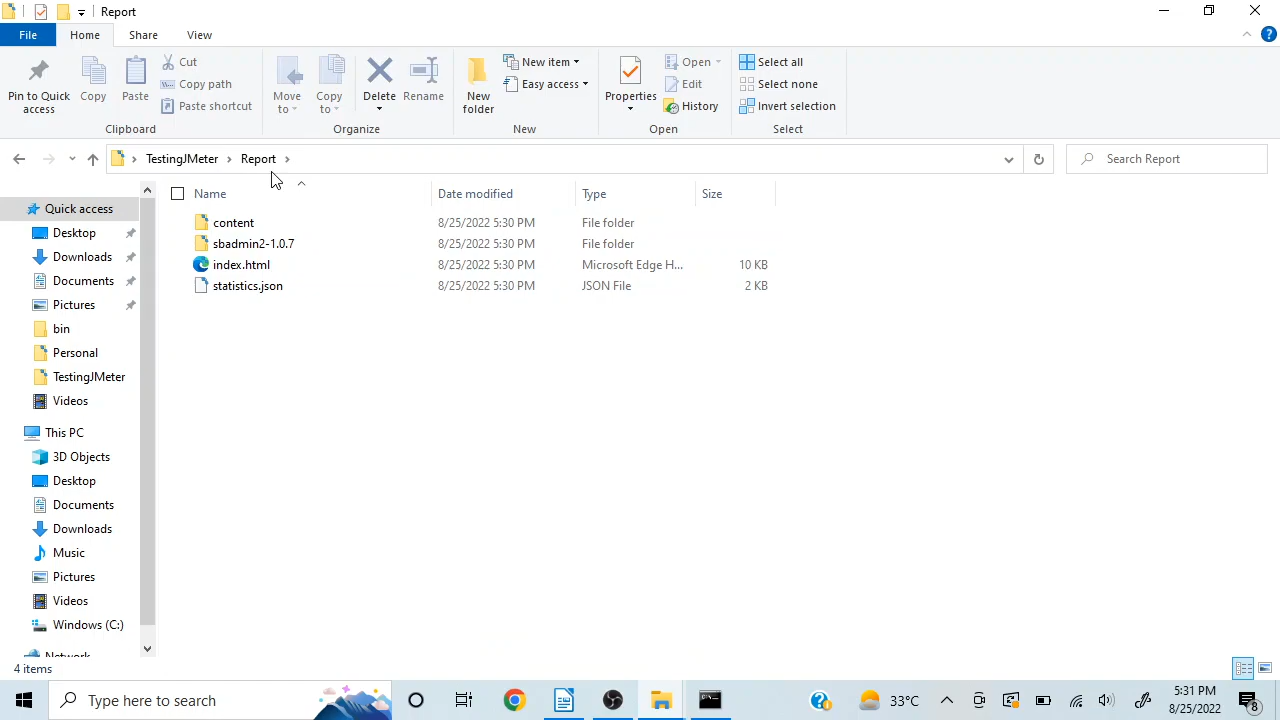 Report
File
Home
Share
View
Pin to Quick access
Copy
Paste
Cut
Copy path
Paste shortcut
Clipboard
Move to
Copy to
Delete
Rename
Organize
New folder
New item
Easy access
New
Properties
Open
Edit
History
Open
Select all
Select none
Invert selection
Select
TestingJMeter
Report
Search Report
Name
Date modified
Type
Size
content 8/25/2022 5:30 PM File folder
sbadmin2-1.0.7 8/25/2022 5:30 PM File folder
index.html 8/25/2022 5:30 PM Microsoft Edge H... 10 KB
statistics.json 8/25/2022 5:30 PM JSON File 2 KB
Quick access
Desktop
Downloads
Documents
Pictures
bin
Personal
TestingJMeter
Videos
This PC
3D Objects
Desktop
Documents
Downloads
Music
Pictures
Videos
Windows (C:)
Network
4 items
Type here to search
33°C
5:31 PM
8/25/2022
8